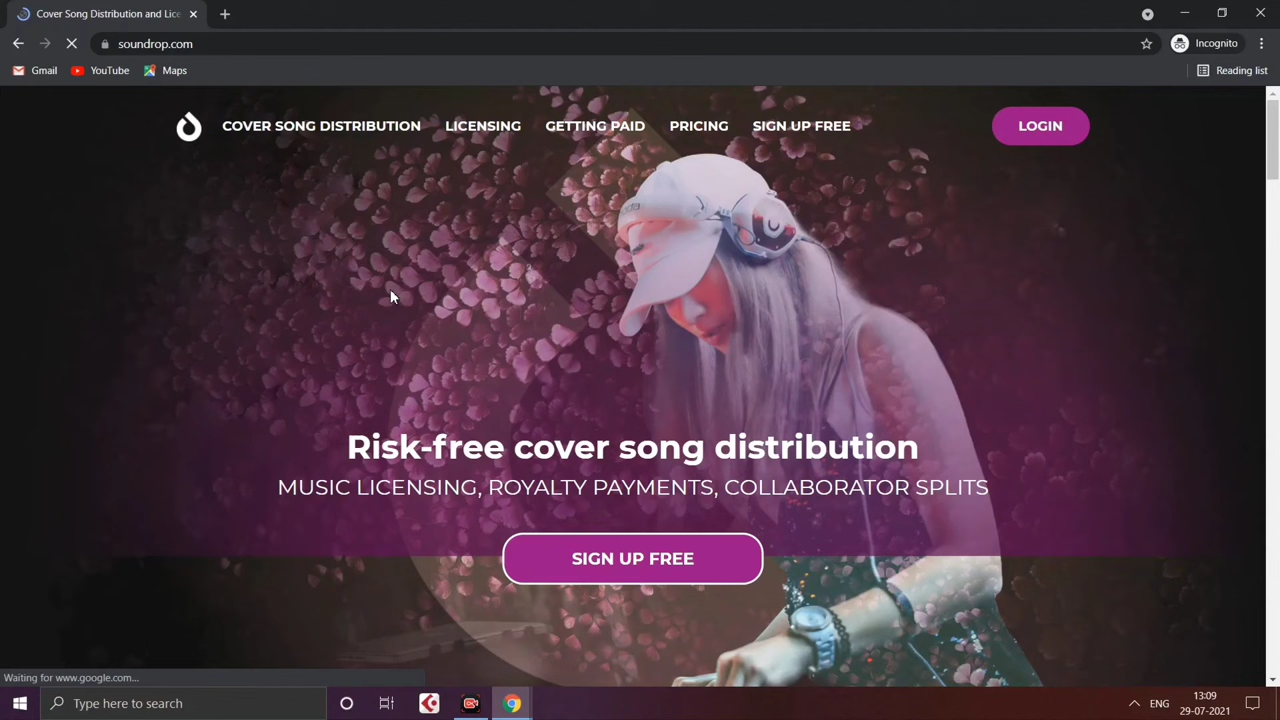 Cover Song Distribution and Lice
soundrop.com
Incognito
Gmail
YouTube
Maps
Reading list
COVER SONG DISTRIBUTION
LICENSING
GETTING PAID
PRICING
SIGN UP FREE
LOGIN
Risk-free cover song distribution
MUSIC LICENSING, ROYALTY PAYMENTS, COLLABORATOR SPLITS
SIGN UP FREE
Waiting for www.google.com...
Type here to search
ENG
13:09
29-07-2021